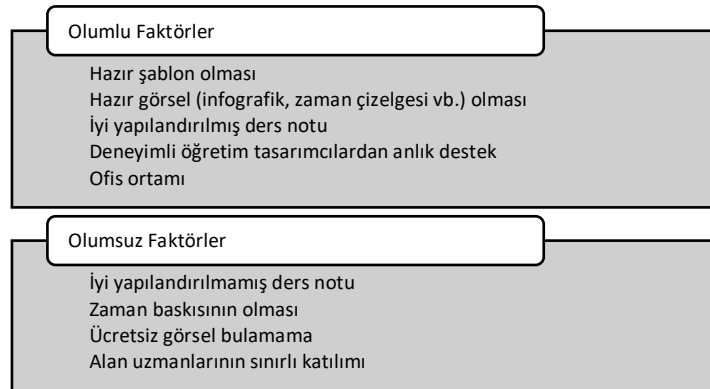 Olumlu Faktörler
Hazır şablon olması
Hazır görsel (infografik, zaman çizelgesi vb.) olması
İyi yapılandırılmış ders notu
Deneyimli öğretim tasarımcılardan anlık destek
Ofis ortamı
Olumsuz Faktörler
İyi yapılandırılmamış ders notu
Zaman baskısının olması
Ücretsiz görsel bulamama
Alan uzmanlarının sınırlı katılımı